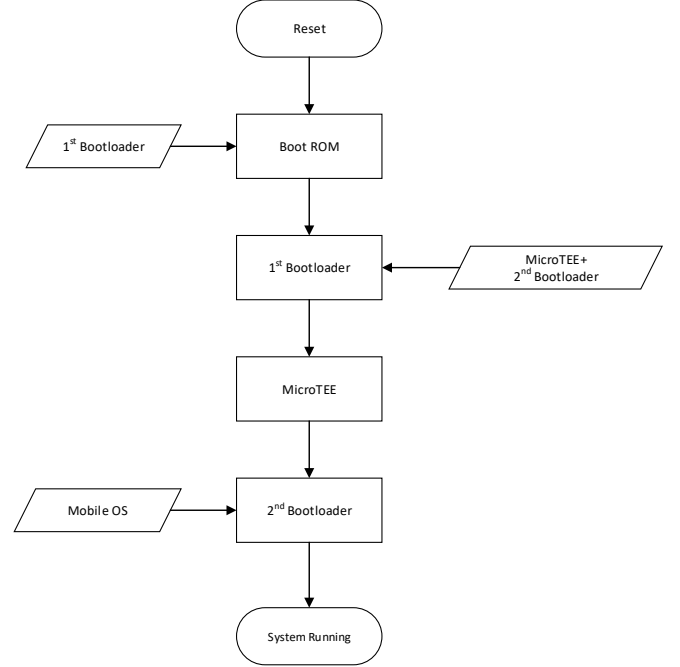 Reset
1st Bootloader
Boot ROM
1st Bootloader
MicroTEE+
2nd Bootloader
MicroTEE
Mobile OS
2nd Bootloader
System Running